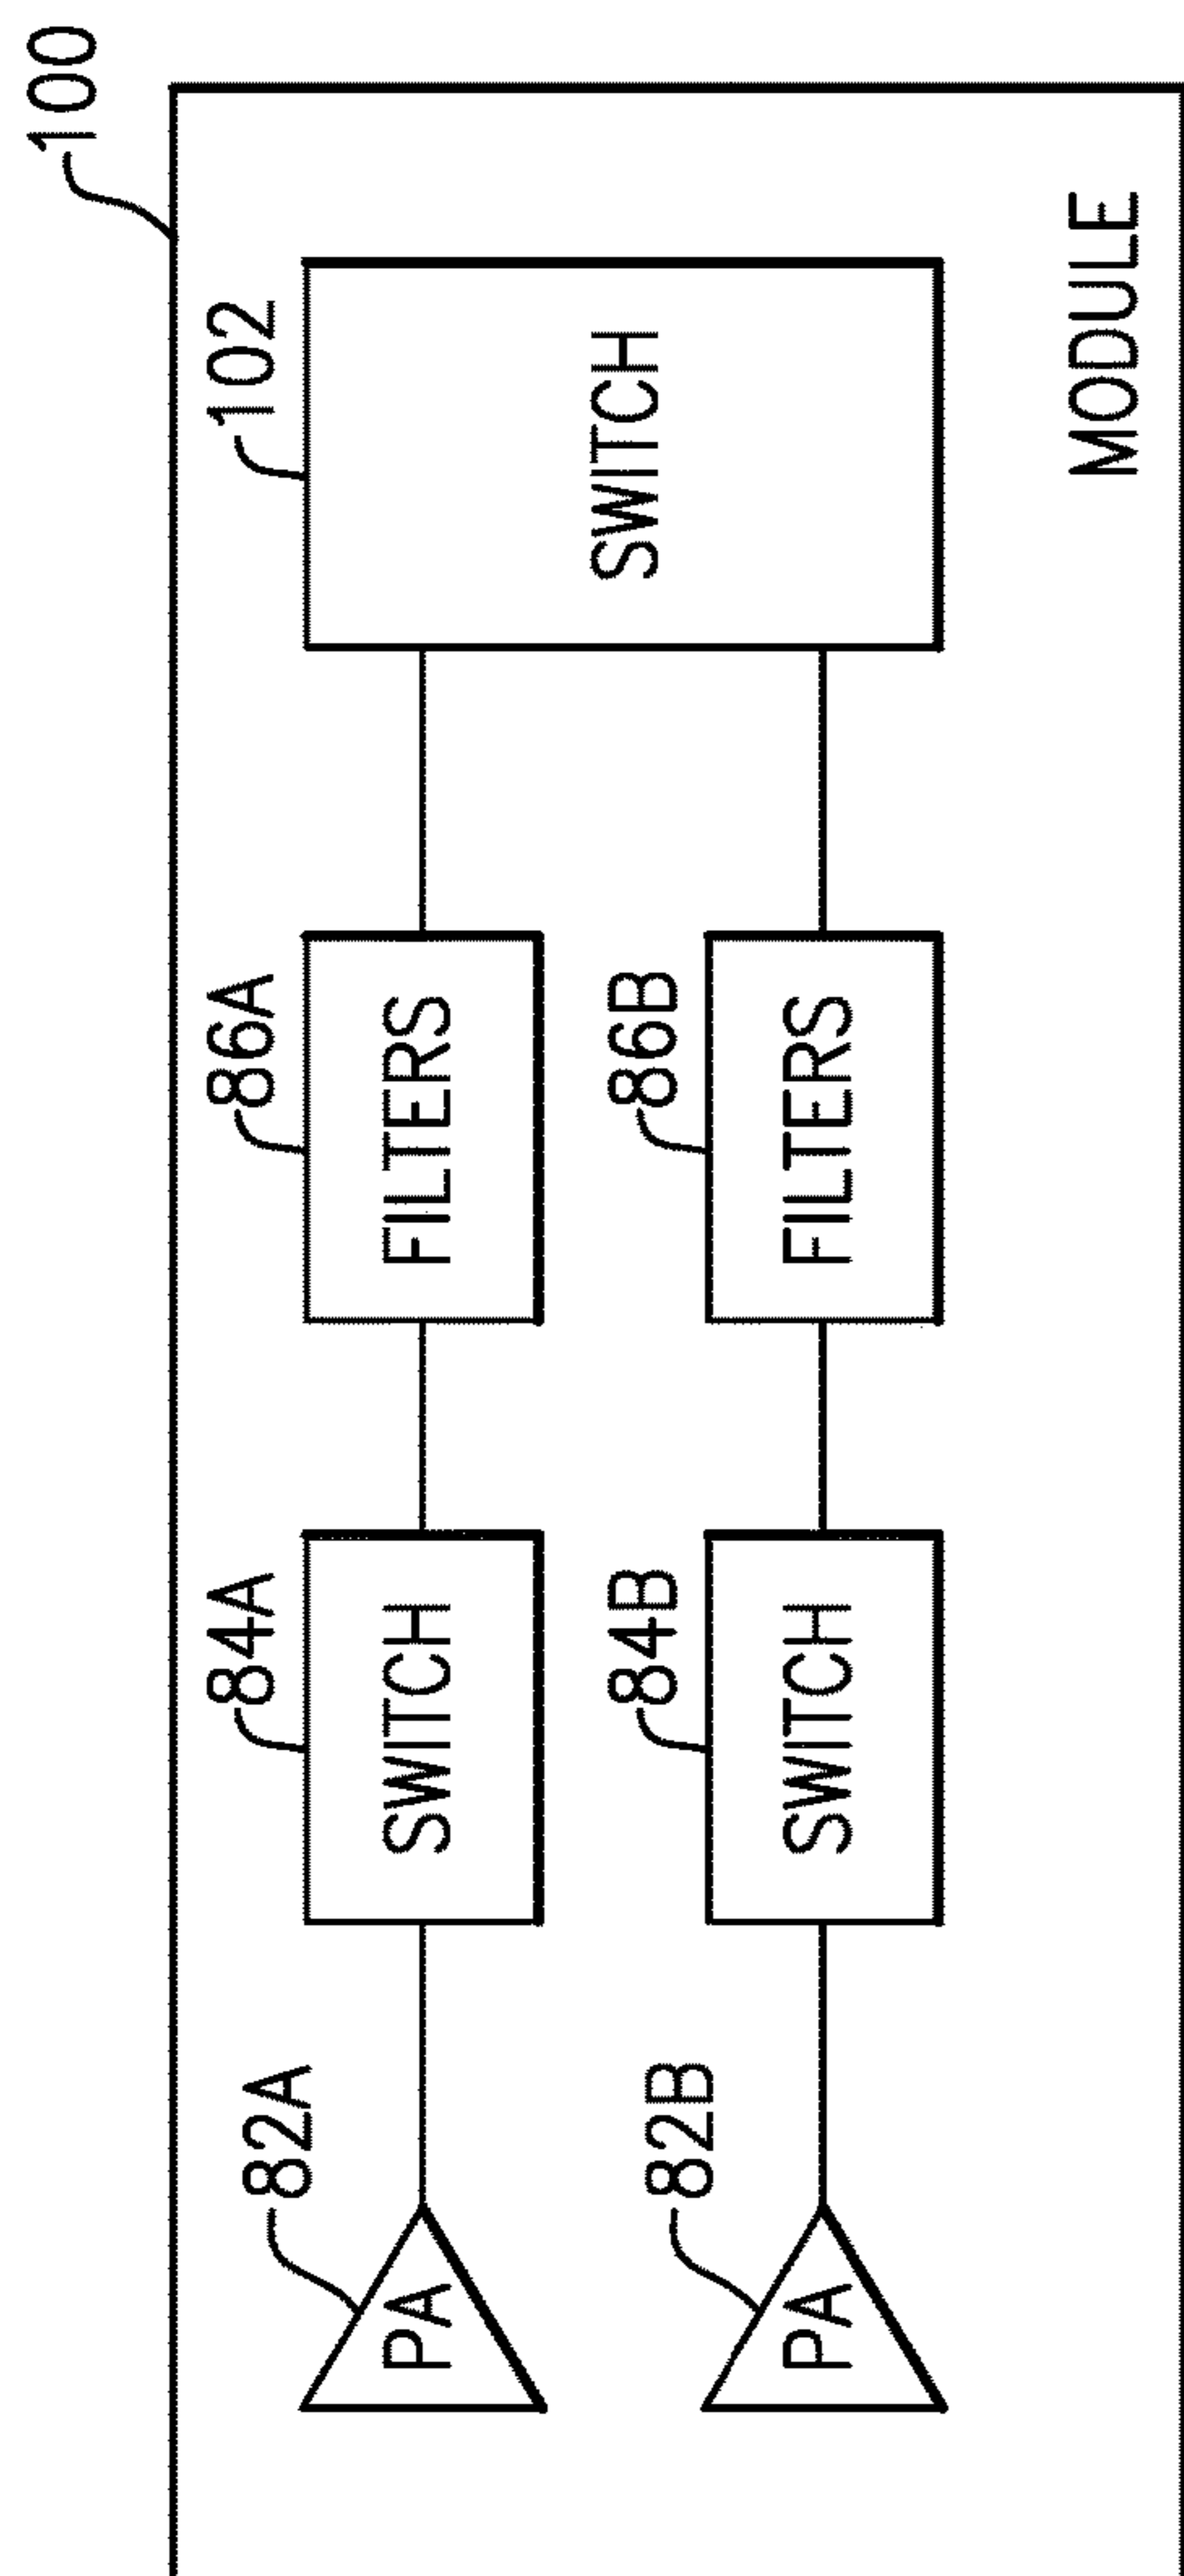 100
102
86A
84A
82A
PA
SWITCH
FILTERS
SWITCH
86B
84B
82B
PA
SWITCH
FILTERS
MODULE